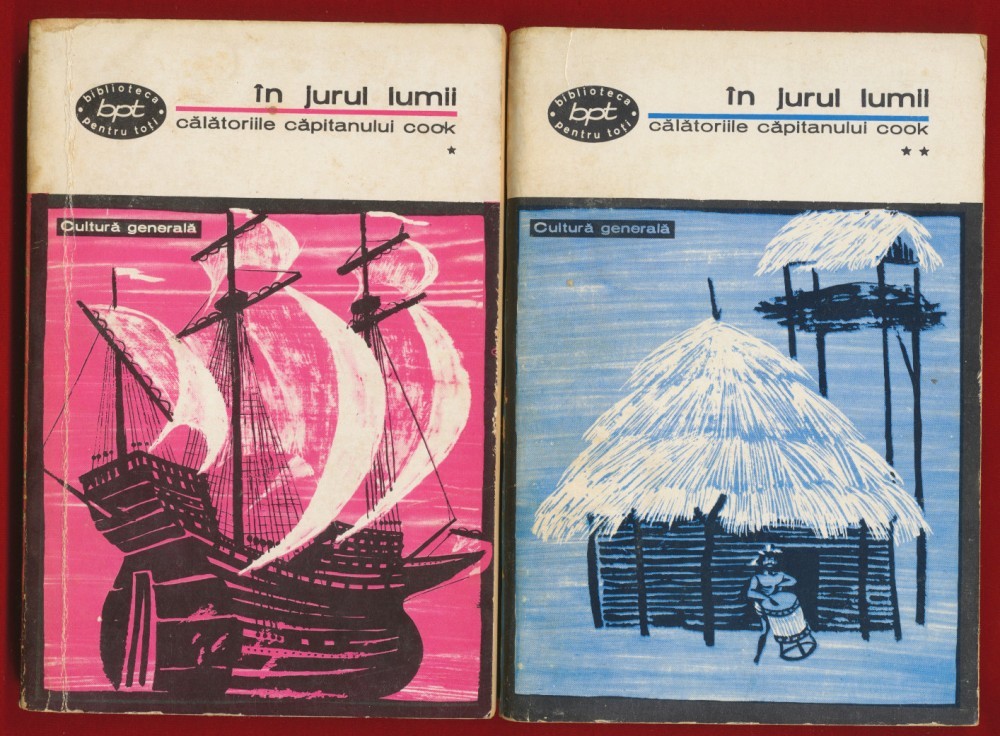 biblioteca
bpt
pentru toți
în jurul lumii
călătoriile căpitanului cook
*
Cultură generală
biblioteca
bpt
pentru toți
în jurul lumii
călătoriile căpitanului cook
**
Cultură generală